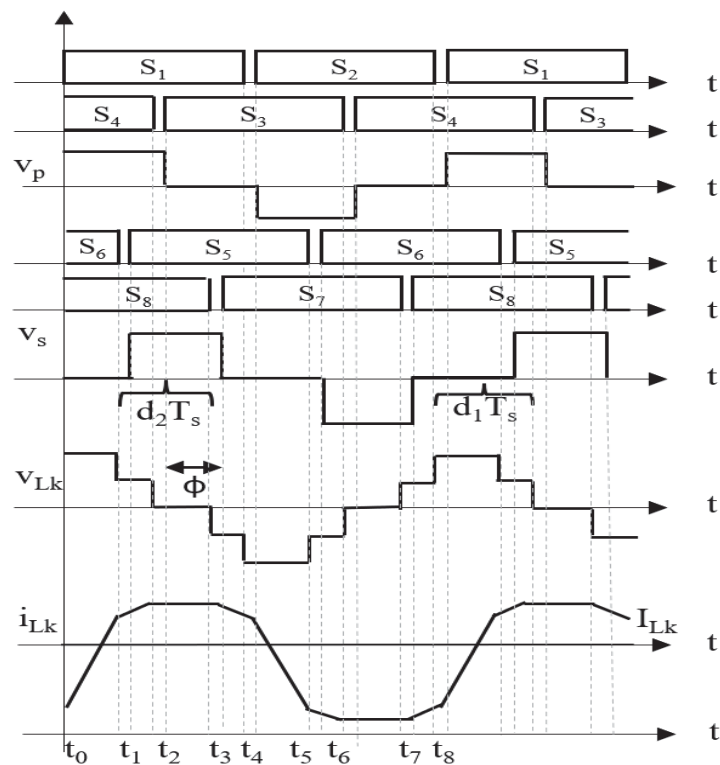 S1 S2 S1 t
S4 S3 S4 S3 t
vp t
S6 S5 S6 S5 t
S8 S7 S8 t
vs t
d2Ts d1Ts
vLk ϕ t
iLk ILk t
t
t0 t1 t2 t3 t4 t5 t6 t7 t8